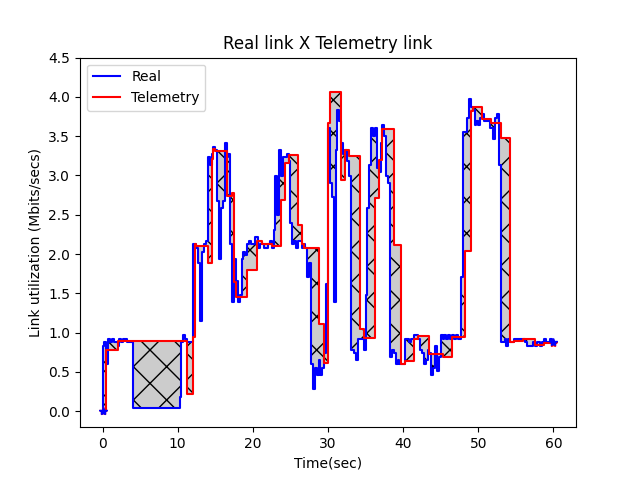 Real link X Telemetry link
Real
Telemetry
Link utilization (Mbits/secs)
4.5
4.0
3.5
3.0
2.5
2.0
1.5
1.0
0.5
0.0
0 10 20 30 40 50 60
Time(sec)